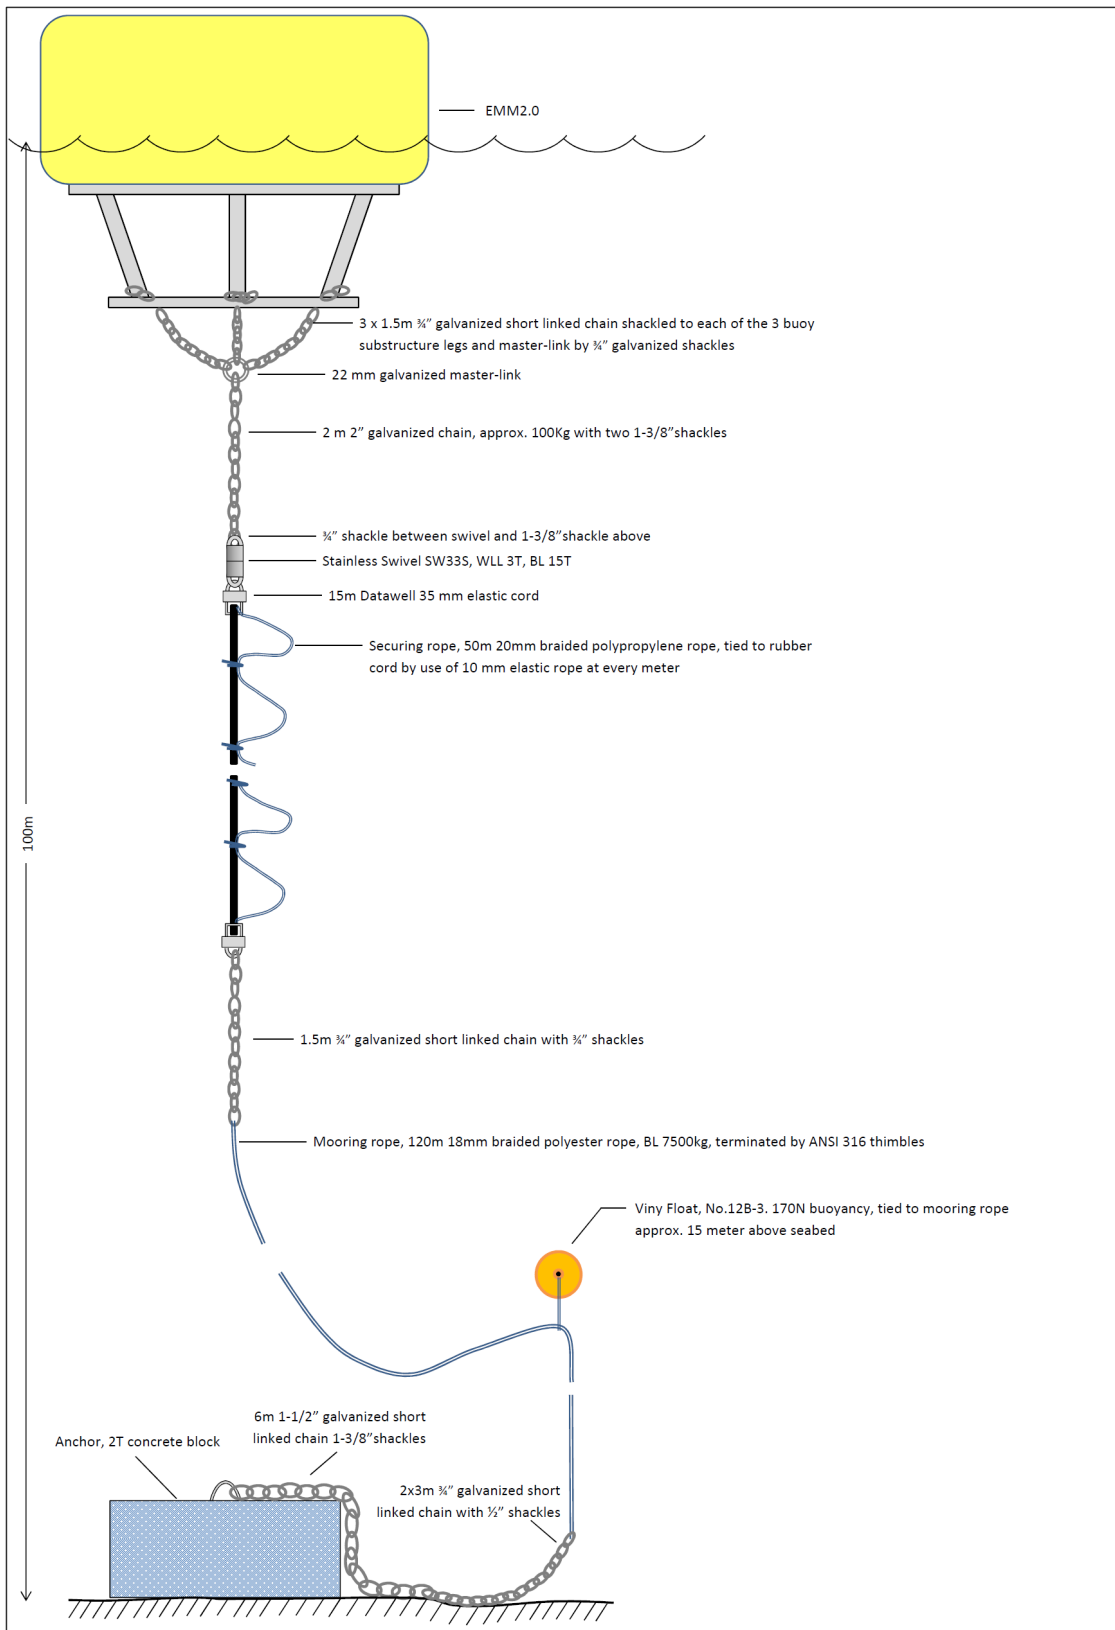 EMM2.0
3 x 1.5m ¾” galvanized short linked chain shackled to each of the 3 buoy
substructure legs and master-link by ¾” galvanized shackles
22 mm galvanized master-link
2 m 2” galvanized chain, approx. 100Kg with two 1-3/8”shackles
¾” shackle between swivel and 1-3/8”shackle above
Stainless Swivel SW33S, WLL 3T, BL 15T
15m Datawell 35 mm elastic cord
Securing rope, 50m 20mm braided polypropylene rope, tied to rubber
cord by use of 10 mm elastic rope at every meter
100m
1.5m ¾” galvanized short linked chain with ¾” shackles
Mooring rope, 120m 18mm braided polyester rope, BL 7500kg, terminated by ANSI 316 thimbles
Viny Float, No.12B-3. 170N buoyancy, tied to mooring rope
approx. 15 meter above seabed
6m 1-1/2” galvanized short
linked chain 1-3/8”shackles
Anchor, 2T concrete block
2x3m ¾” galvanized short
linked chain with ½” shackles